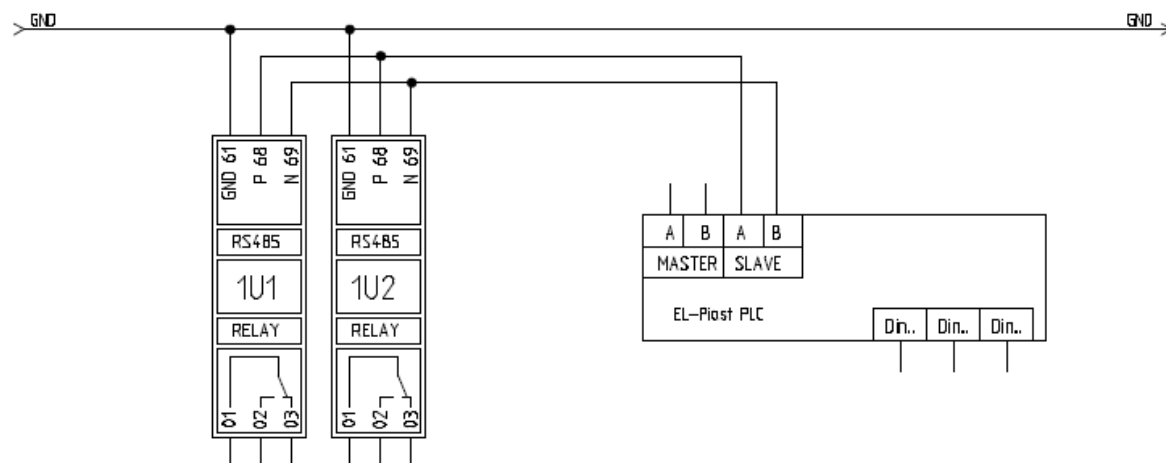 GND GND
GND 61 P 68 N 69 GND 61 P 68 N 69
RS485 RS485
1U1 1U2
RELAY RELAY
01 02 03 01 02 03
A B A B
MASTER SLAVE
EL-Piast PLC
Din.. Din.. Din..